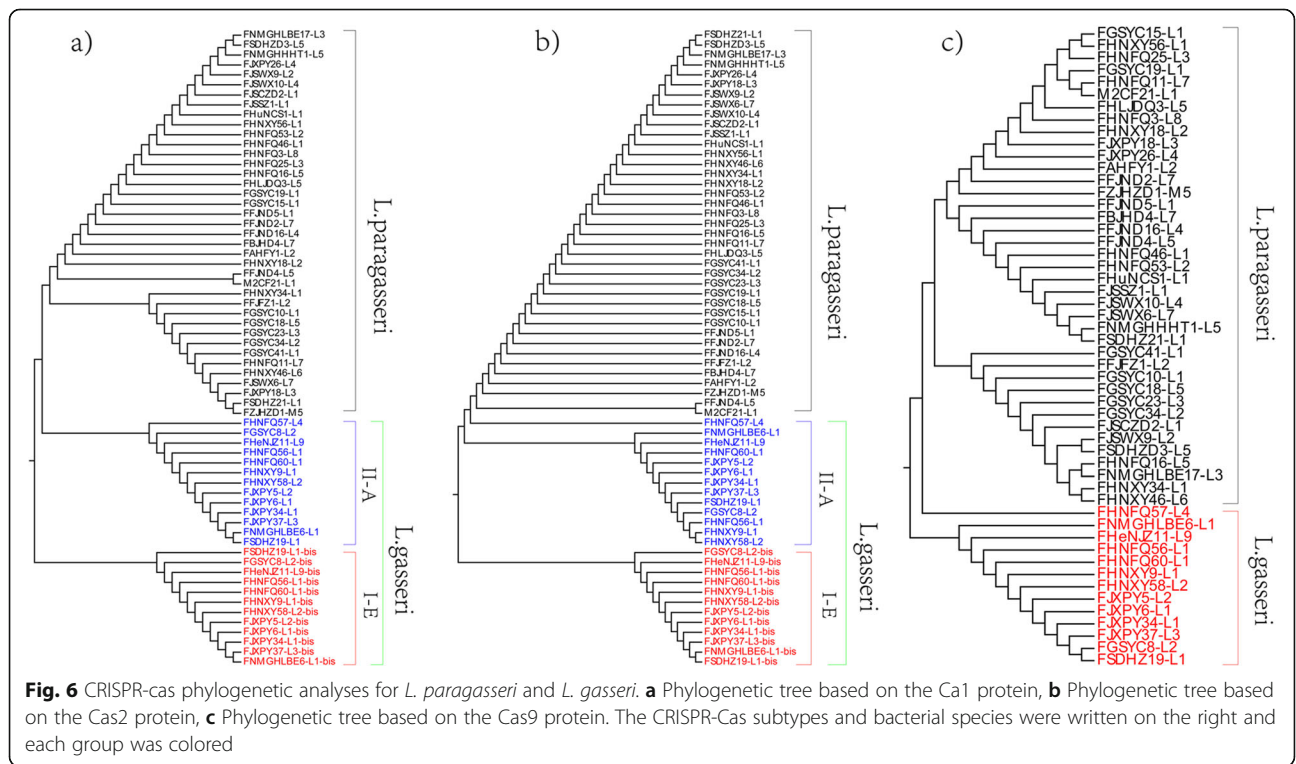 a)
FNMGHLBE17-L3
FSDHZD3-L5
FNMGHHHT1-L5
FJXPY26-L4
FJSWX9-L2
FJSWX10-L4
FJSCZD2-L1
FJSSZ1-L1
FHuNCS1-L1
FHNXY56-L1
FHNFQ53-L2
FHNFQ46-L1
FHNFQ3-L8
FHNFQ25-L3
FHNFQ16-L5
FHLJDQ3-L5
FGSYC19-L1
FGSYC15-L1
FFJND5-L1
FFJND2-L7
FFJND16-L4
FBJHD4-L7
FAHFY1-L2
FHNXY18-L2
FFJND4-L5
M2CF21-L1
FHNXY34-L1
FFJFZ1-L2
FGSYC10-L1
FGSYC18-L5
FGSYC23-L3
FGSYC34-L2
FGSYC41-L1
FHNFQ11-L7
FHNXY46-L6
FJSWX6-L7
FJXPY18-L3
FSDHZ21-L1
FZJHZD1-M5
FHNFQ57-L4
FGSYC8-L2
FHeNJZ11-L9
FHNFQ56-L1
FHNFQ60-L1
FHNXY9-L1
FHNXY58-L2
FJXPY5-L2
FJXPY6-L1
FJXPY34-L1
FJXPY37-L3
FNMGHLBE6-L1
FSDHZ19-L1
FSDHZ19-L1-bis
FGSYC8-L2-bis
FHeNJZ11-L9-bis
FHNFQ56-L1-bis
FHNFQ60-L1-bis
FHNXY9-L1-bis
FHNXY58-L2-bis
FJXPY5-L2-bis
FJXPY6-L1-bis
FJXPY34-L1-bis
FJXPY37-L3-bis
FNMGHLBE6-L1-bis
L.paragasseri
II-A
I-E
L.gasseri
b)
FSDHZ21-L1
FSDHZD3-L5
FNMGHLBE17-L3
FNMGHHHT1-L5
FJXPY26-L4
FJXPY18-L3
FJSWX9-L2
FJSWX6-L7
FJSWX10-L4
FJSCZD2-L1
FJSSZ1-L1
FHuNCS1-L1
FHNXY56-L1
FHNXY46-L6
FHNXY34-L1
FHNXY18-L2
FHNFQ53-L2
FHNFQ46-L1
FHNFQ3-L8
FHNFQ25-L3
FHNFQ16-L5
FHNFQ11-L7
FHLJDQ3-L5
FGSYC41-L1
FGSYC34-L2
FGSYC23-L3
FGSYC19-L1
FGSYC18-L5
FGSYC15-L1
FGSYC10-L1
FFJND5-L1
FFJND2-L7
FFJND16-L4
FFJFZ1-L2
FBJHD4-L7
FAHFY1-L2
FZJHZD1-M5
FFJND4-L5
M2CF21-L1
FHNFQ57-L4
FNMGHLBE6-L1
FHeNJZ11-L9
FHNFQ60-L1
FJXPY5-L2
FJXPY6-L1
FJXPY34-L1
FJXPY37-L3
FSDHZ19-L1
FGSYC8-L2
FHNFQ56-L1
FHNXY9-L1
FHNXY58-L2
FGSYC8-L2-bis
FHeNJZ11-L9-bis
FHNFQ56-L1-bis
FHNFQ60-L1-bis
FHNXY9-L1-bis
FHNXY58-L2-bis
FJXPY5-L2-bis
FJXPY6-L1-bis
FJXPY34-L1-bis
FJXPY37-L3-bis
FNMGHLBE6-L1-bis
FSDHZ19-L1-bis
L.paragasseri
II-A
I-E
L.gasseri
c)
FGSYC15-L1
FHNXY56-L1
FHNFQ25-L3
FGSYC19-L1
FHNFQ11-L7
M2CF21-L1
FHLJDQ3-L5
FHNFQ3-L8
FHNXY18-L2
FJXPY18-L3
FJXPY26-L4
FAHFY1-L2
FFJND2-L7
FZJHZD1-M5
FFJND5-L1
FBJHD4-L7
FFJND16-L4
FFJND4-L5
FHNFQ46-L1
FHNFQ53-L2
FHuNCS1-L1
FJSSZ1-L1
FJSWX10-L4
FJSWX6-L7
FNMGHHHT1-L5
FSDHZ21-L1
FGSYC41-L1
FFJFZ1-L2
FGSYC10-L1
FGSYC18-L5
FGSYC23-L3
FGSYC34-L2
FJSCZD2-L1
FJSWX9-L2
FSDHZD3-L5
FHNFQ16-L5
FNMGHLBE17-L3
FHNXY34-L1
FHNXY46-L6
FHNFQ57-L4
FNMGHLBE6-L1
FHeNJZ11-L9
FHNFQ56-L1
FHNFQ60-L1
FHNXY9-L1
FHNXY58-L2
FJXPY5-L2
FJXPY6-L1
FJXPY34-L1
FJXPY37-L3
FGSYC8-L2
FSDHZ19-L1
L.paragasseri
L.gasseri
Fig. 6 CRISPR-cas phylogenetic analyses for L. paragasseri and L. gasseri. a Phylogenetic tree based on the Ca1 protein, b Phylogenetic tree based
on the Cas2 protein, c Phylogenetic tree based on the Cas9 protein. The CRISPR-Cas subtypes and bacterial species were written on the right and
each group was colored